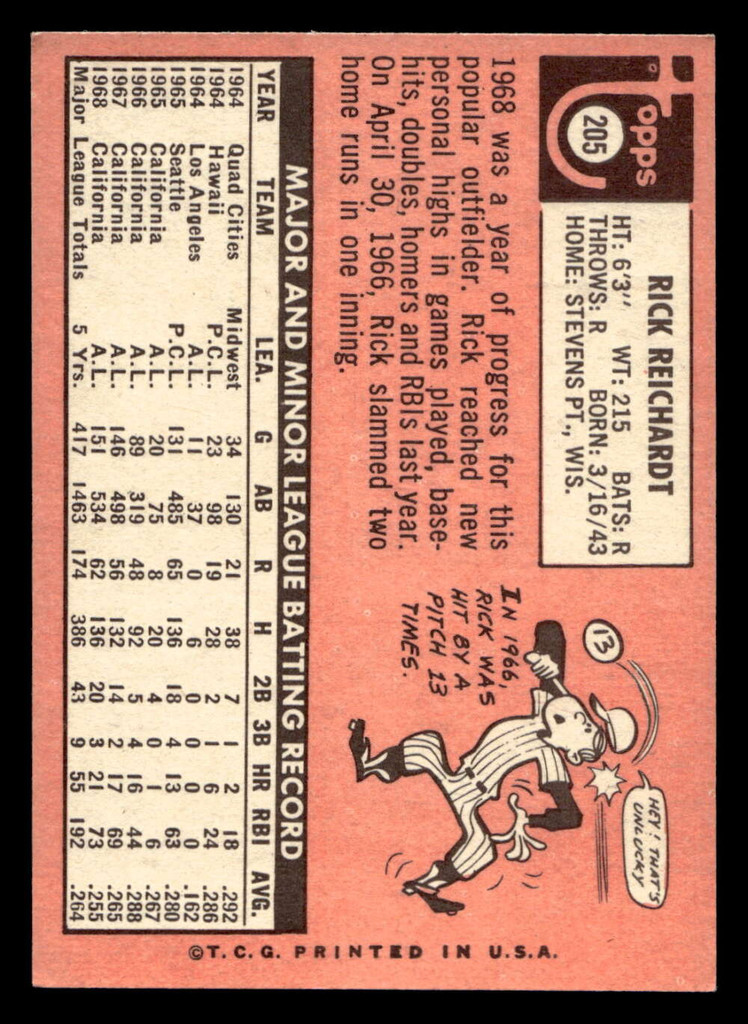 Topps
205
RICK REICHARDT
HT: 6'3" WT: 215 BATS: R
THROWS: R BORN: 3/16/43
HOME: STEVENS PT., WIS.
1968 was a year of progress for this
popular outfielder. Rick reached new
personal highs in games played, base-
hits, doubles, homers and RBIs last year.
On April 30, 1966, Rick slammed two
home runs in one inning.
HEY! THAT'S
UNLUCKY
13
IN 1966,
RICK WAS
HIT BY A
PITCH 13
TIMES.
MAJOR AND MINOR LEAGUE BATTING RECORD
YEAR TEAM LEA. G AB R H 2B 3B HR RBI AVG.
1964 Quad Cities Midwest 34 130 21 38 7 1 2 18 .292
1964 Hawaii P.C.L. 23 98 19 28 2 1 6 24 .286
1964 Los Angeles A.L. 11 37 0 6 0 0 0 0 .162
1965 Seattle P.C.L. 131 485 65 136 18 4 13 63 .280
1965 California A.L. 20 75 8 20 4 0 1 6 .267
1966 California A.L. 89 319 48 92 5 4 16 44 .288
1967 California A.L. 146 498 56 132 14 2 17 69 .265
1968 California A.L. 151 534 62 136 20 3 21 73 .255
Major League Totals 5 Yrs. 417 1463 174 386 43 9 55 192 .264
©T.C.G. PRINTED IN U.S.A.